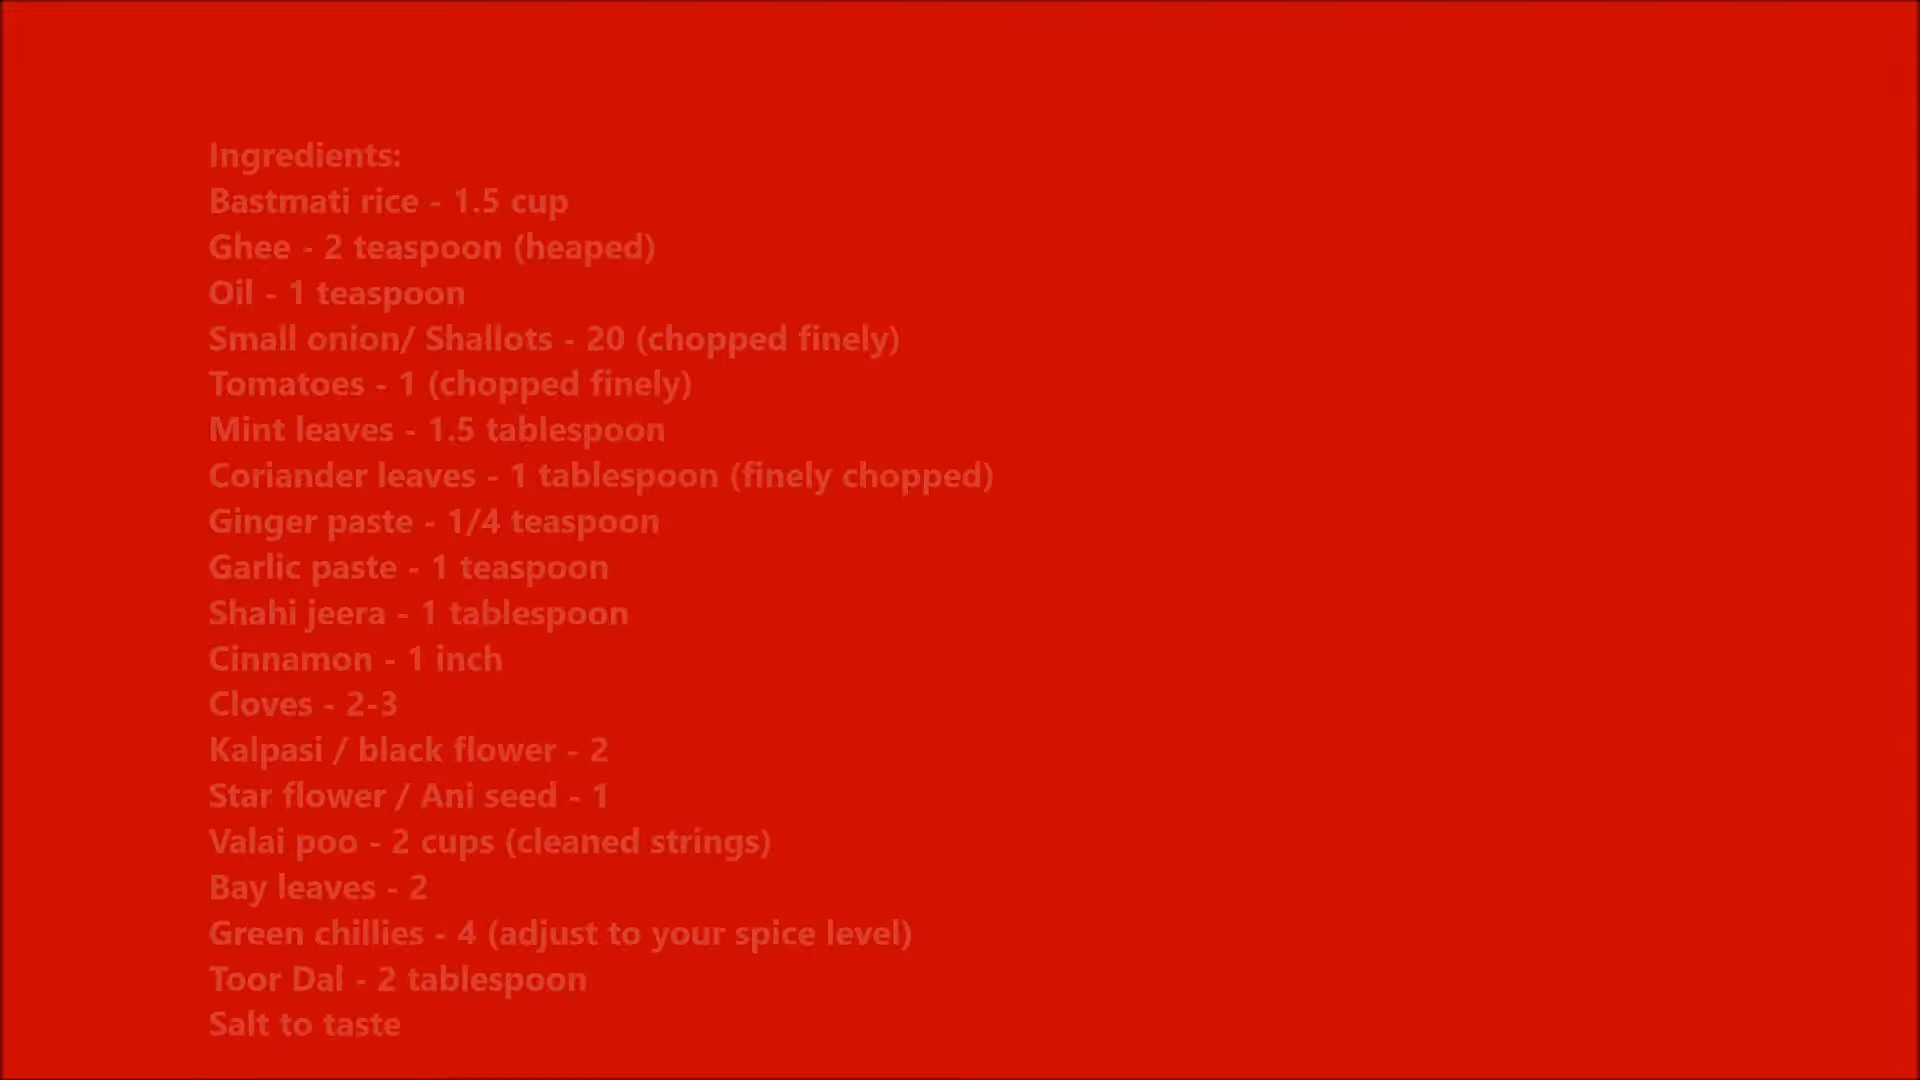 Ingredients:
Bastmati rice - 1.5 cup
Ghee - 2 teaspoon (heaped)
Oil - 1 teaspoon
Small onion/ Shallots - 20 (chopped finely)
Tomatoes - 1 (chopped finely)
Mint leaves - 1.5 tablespoon
Coriander leaves - 1 tablespoon (finely chopped)
Ginger paste - 1/4 teaspoon
Garlic paste - 1 teaspoon
Shahi jeera - 1 tablespoon
Cinnamon - 1 inch
Cloves - 2-3
Kalpasi / black flower - 2
Star flower / Ani seed - 1
Valai poo - 2 cups (cleaned strings)
Bay leaves - 2
Green chillies - 4 (adjust to your spice level)
Toor Dal - 2 tablespoon
Salt to taste